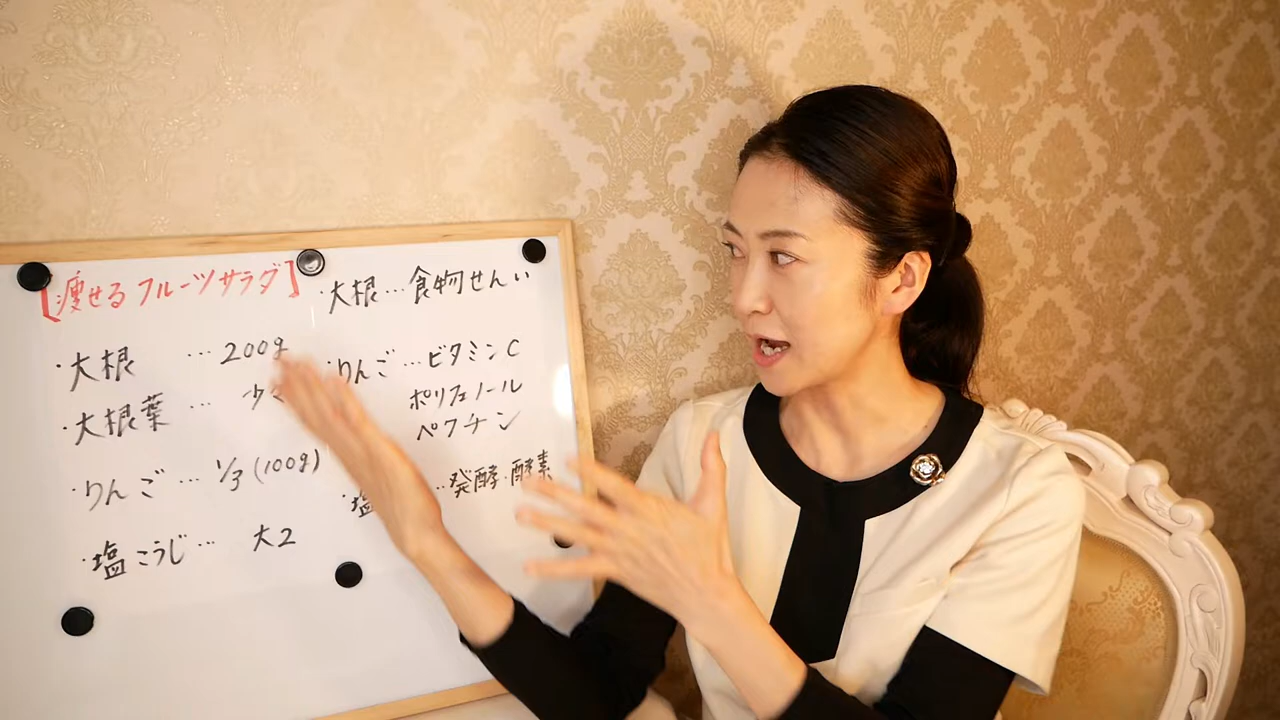 [痩せるフルーツサラダ]
・大根 … 200g
・大根葉 … 少々
・りんご … 1/3(100g)
・塩こうじ … 大2
・大根 … 食物せんい
・りんご … ビタミンC
ポリフェノール
ペクチン
・塩 … 発酵・酵素